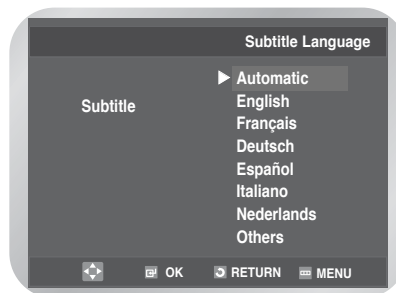 Subtitle Language
Automatic
Subtitle English
Français
Deutsch
Español
Italiano
Nederlands
Others
OK RETURN MENU